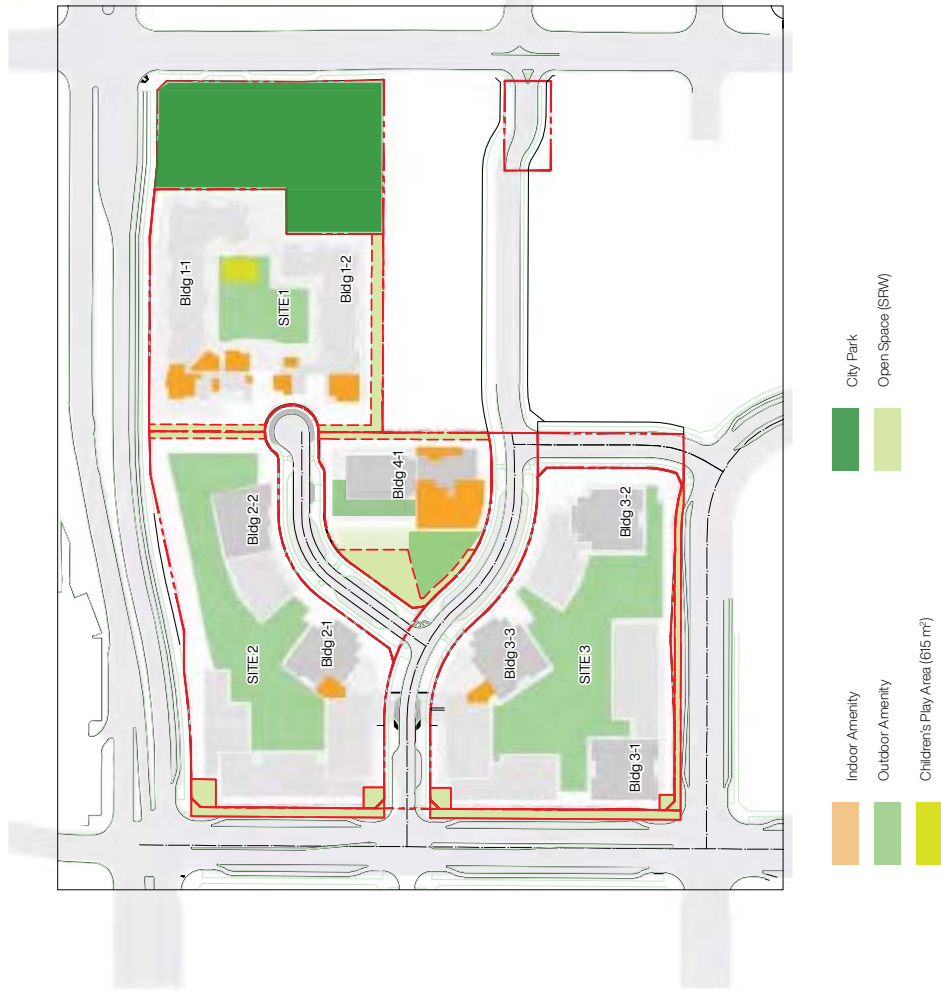 Bldg 1-1
SITE 1
Bldg 1-2
Bldg 2-2
Bldg 4-1
Bldg 3-2
SITE 2
Bldg 2-1
Bldg 3-3
SITE 3
Bldg 3-1
Indoor Amenity
Outdoor Amenity
Children's Play Area (615 m²)
City Park
Open Space (SRW)